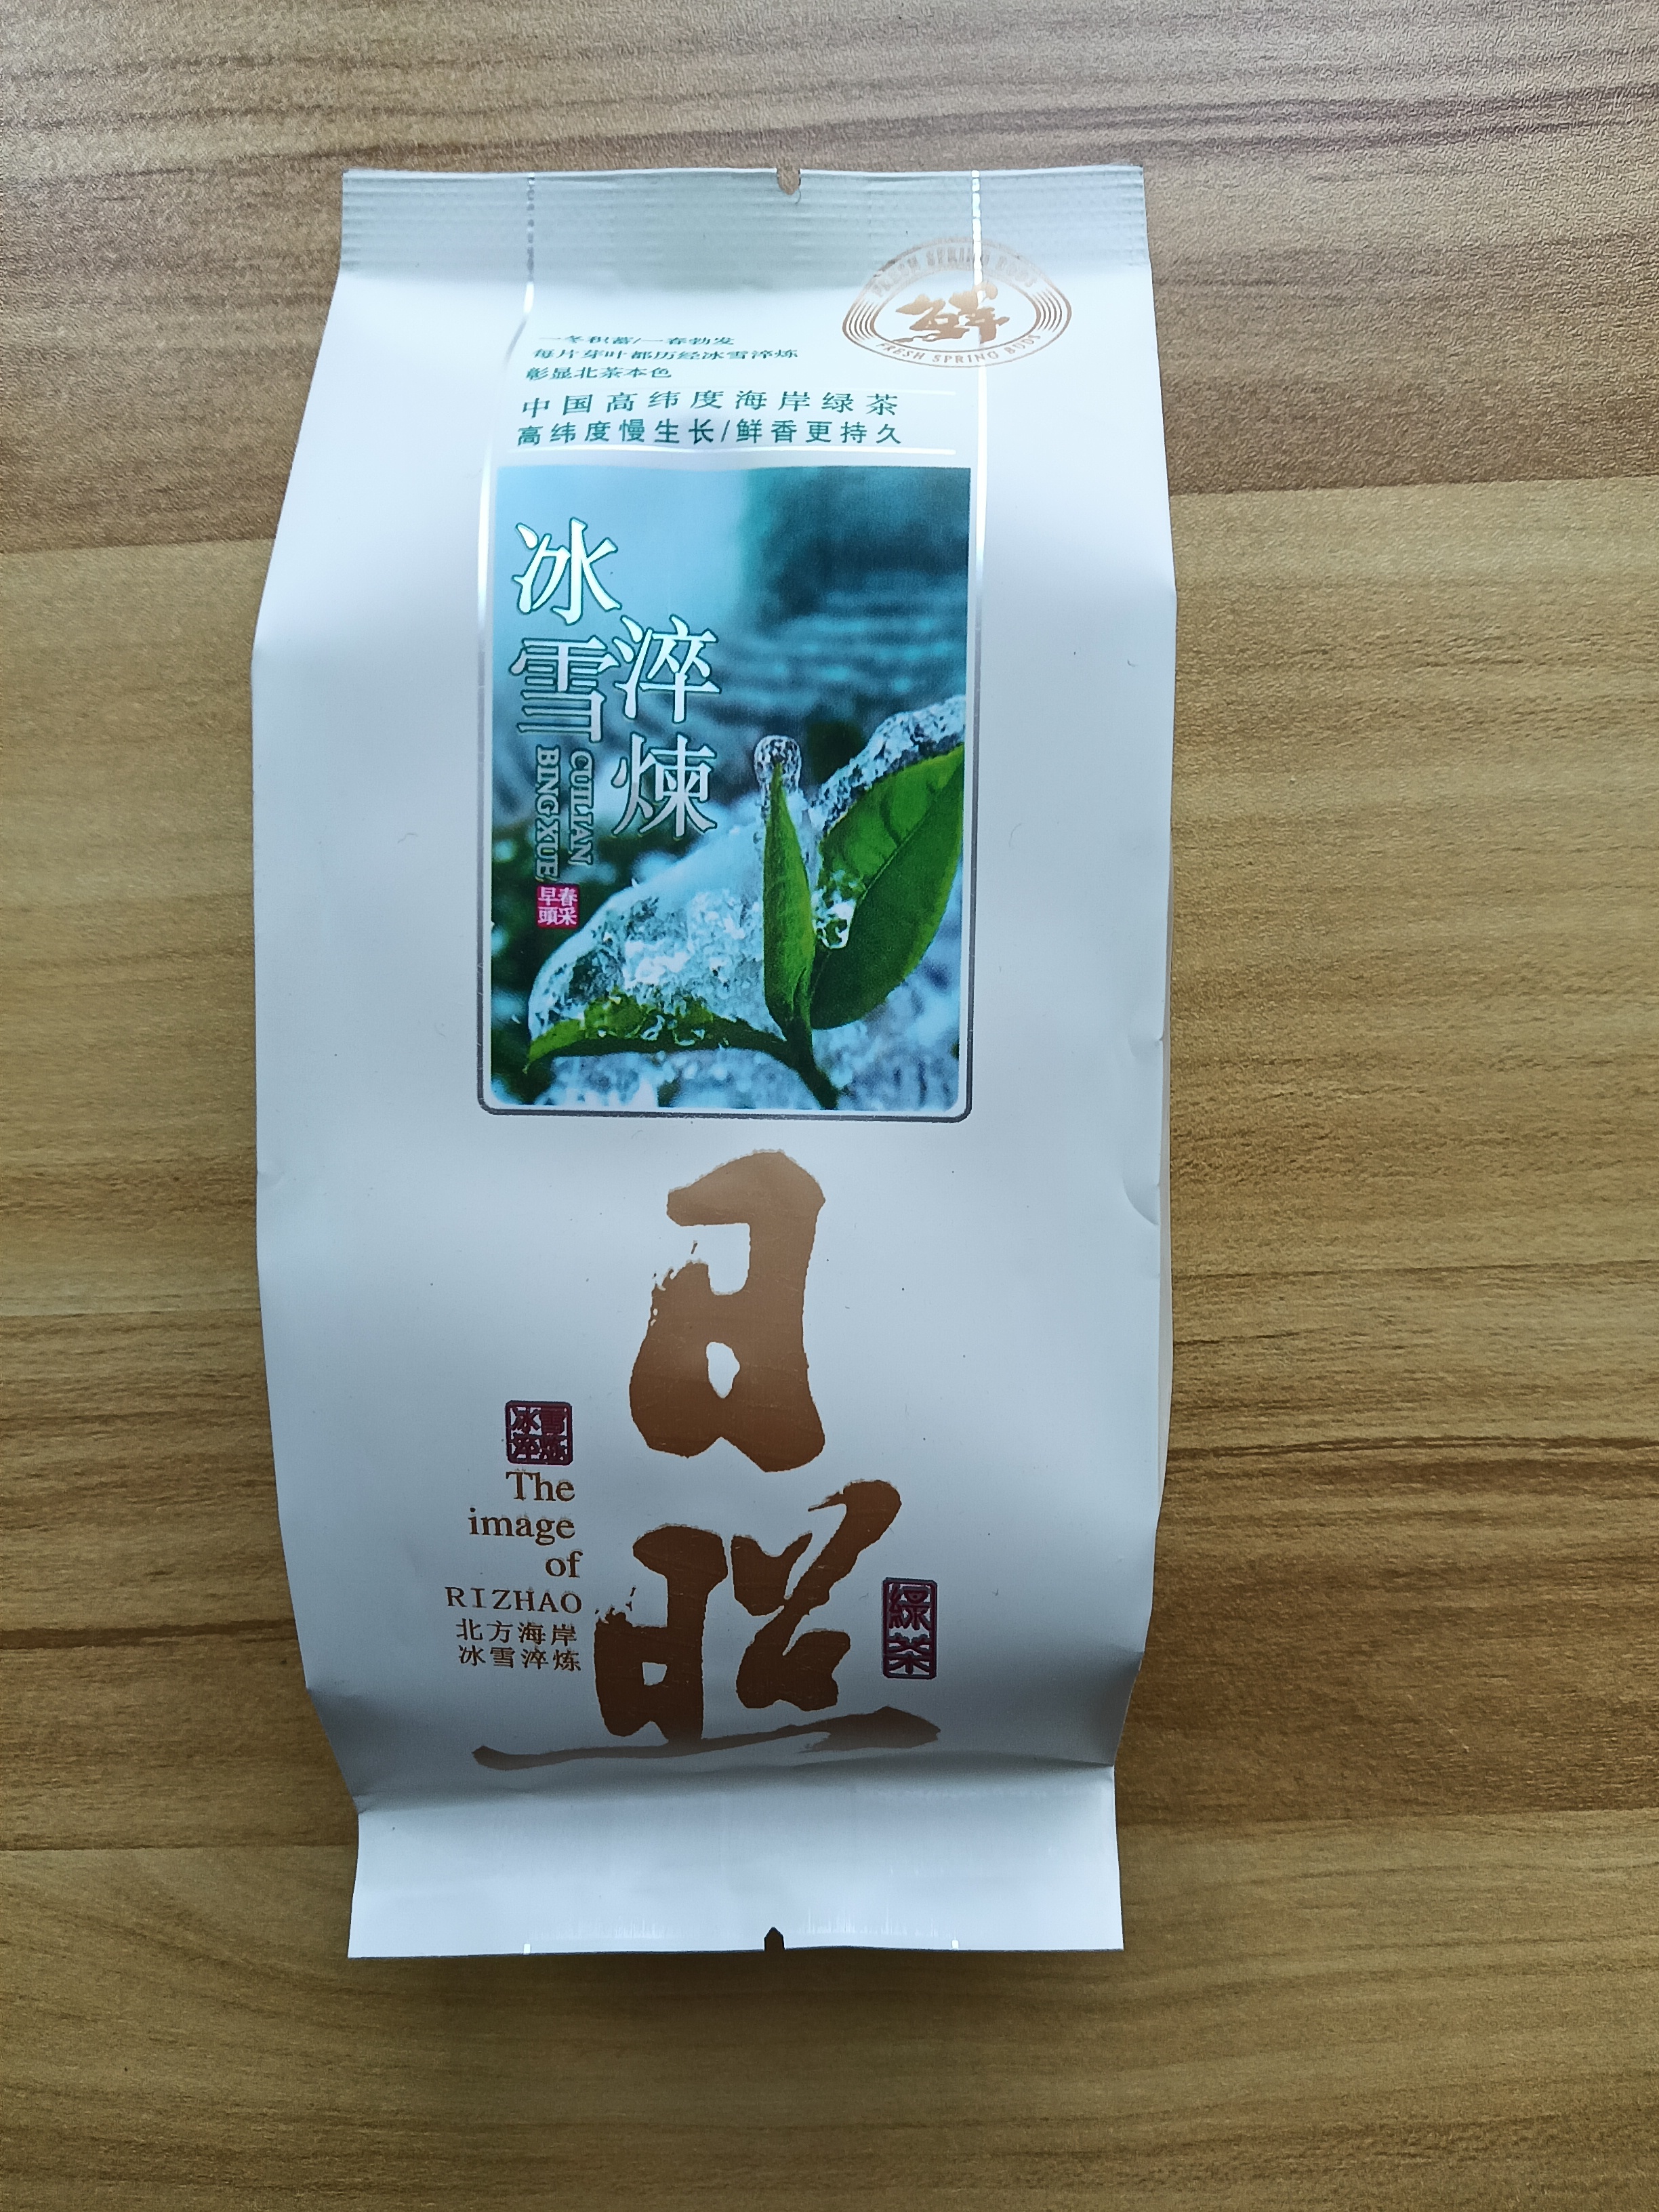 FRESH SPRING BUDS
鲜
FRESH SPRING BUDS
一冬积蓄/一春勃发
每片芽叶都历经冰雪淬炼
彰显北茶本色
中国高纬度海岸绿茶
高纬度慢生长/鲜香更持久
冰雪
淬煉
BINGXUE
CUILIAN
早春
頭采
日照
冰雪
淬炼
The
image
of
RIZHAO
北方海岸
冰雪淬炼
綠茶